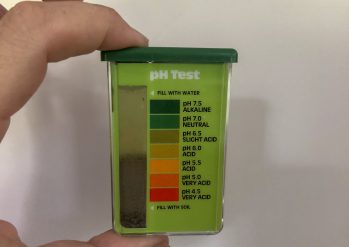 pH Test
FILL WITH WATER
pH 7.5
ALKALINE
pH 7.0
NEUTRAL
pH 6.5
SLIGHT ACID
pH 6.0
ACID
pH 5.5
ACID
pH 5.0
VERY ACID
pH 4.5
VERY ACID
FILL WITH SOIL